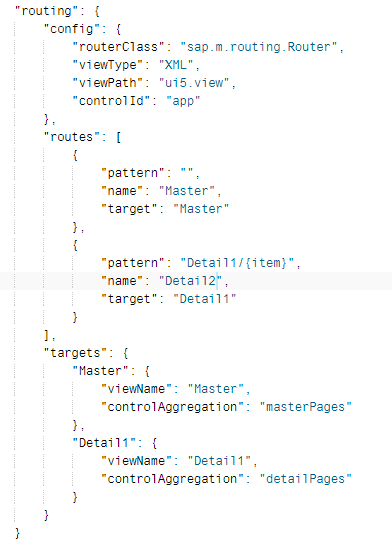 "routing": {
"config": {
"routerClass": "sap.m.routing.Router",
"viewType": "XML",
"viewPath": "ui5.view",
"controlId": "app"
},
"routes": [
{
"pattern": "",
"name": "Master",
"target": "Master"
},
{
"pattern": "Detail1/{item}",
"name": "Detail2",
"target": "Detail1"
}
],
"targets": {
"Master": {
"viewName": "Master",
"controlAggregation": "masterPages"
},
"Detail1": {
"viewName": "Detail1",
"controlAggregation": "detailPages"
}
}
}